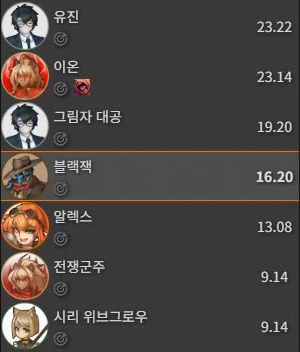 유진
23.22
이온
23.14
그림자 대공
19.20
블랙잭
16.20
알렉스
13.08
전쟁군주
9.14
시리 위브그로우
9.14